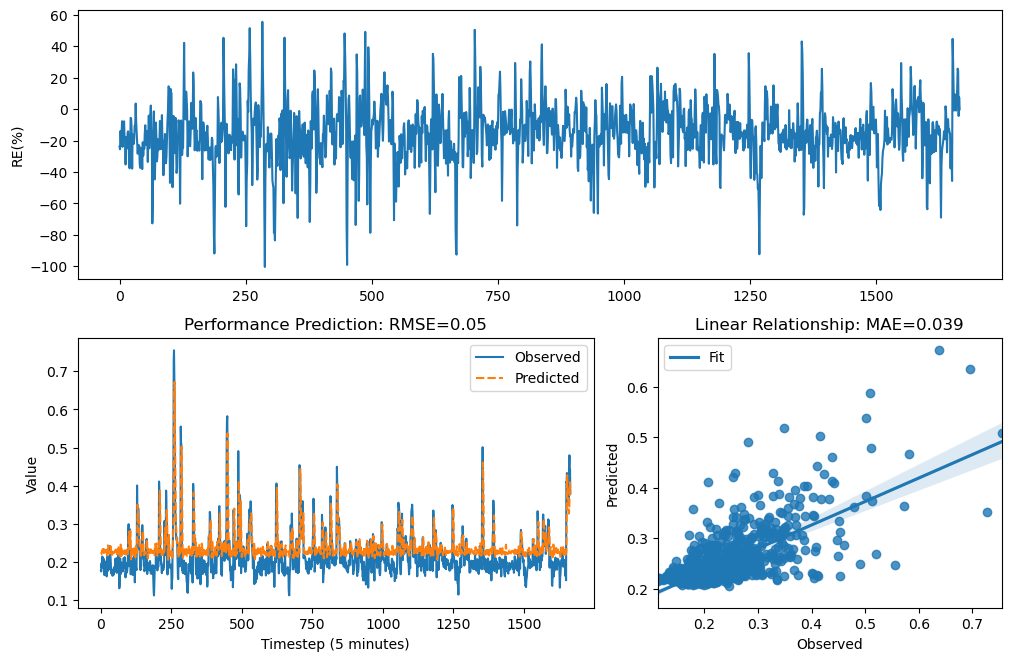 RE(%)
60
40
20
0
−20
−40
−60
−80
−100
0 250 500 750 1000 1250 1500
Performance Prediction: RMSE=0.05
Value
0.7
0.6
0.5
0.4
0.3
0.2
0.1
Observed
Predicted
0 250 500 750 1000 1250 1500
Timestep (5 minutes)
Linear Relationship: MAE=0.039
Predicted
0.6
0.5
0.4
0.3
0.2
Fit
0.2 0.3 0.4 0.5 0.6 0.7
Observed